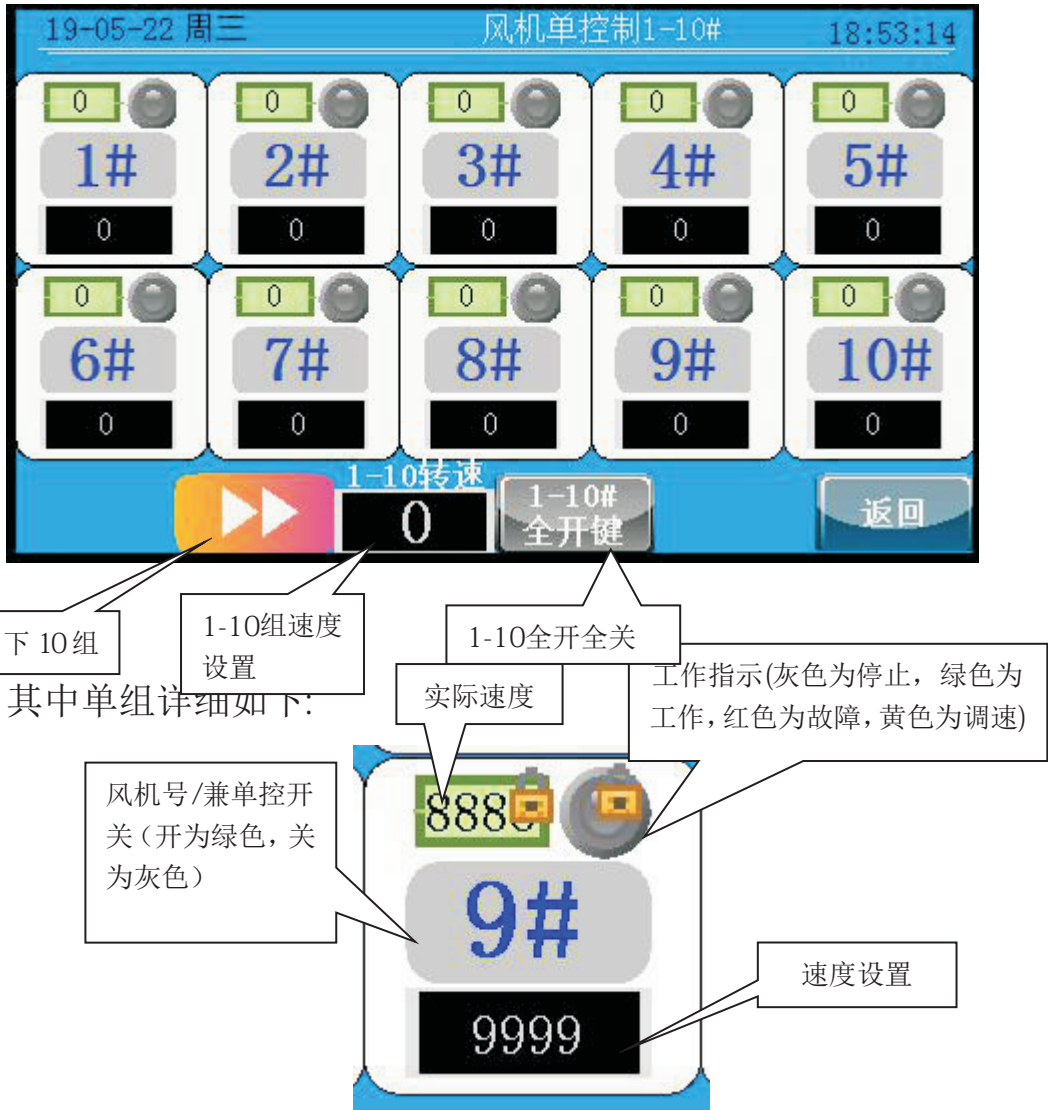 19-05-22 周三 风机单控制1-10# 18:53:14
0 0 0 0 0
1# 2# 3# 4# 5#
0 0 0 0 0
0 0 0 0 0
6# 7# 8# 9# 10#
0 0 0 0 0
1-10转速
0
1-10#
全开键
返回
下 10 组
1-10组速度
设置
1-10全开全关
其中单组详细如下:
实际速度
工作指示(灰色为停止，绿色为
工作，红色为故障，黄色为调速)
风机号/兼单控开
关（开为绿色，关
为灰色）
888
9#
9999
速度设置